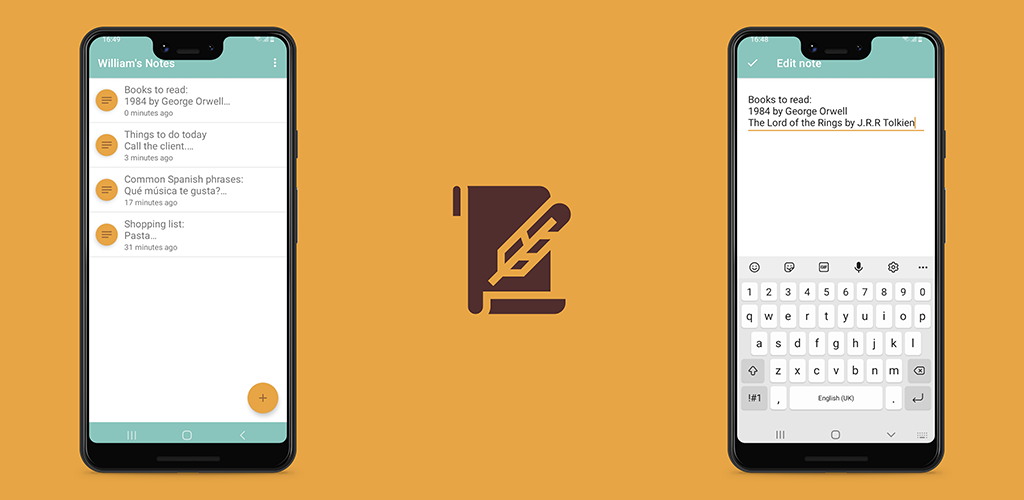 16:49
William's Notes
Books to read:
1984 by George Orwell...
0 minutes ago
Things to do today
Call the client....
3 minutes ago
Common Spanish phrases:
Qué música te gusta?...
17 minutes ago
Shopping list:
Pasta...
31 minutes ago
+
16:48
Edit note
Books to read:
1984 by George Orwell
The Lord of the Rings by J.R.R Tolkien
GIF
1 2 3 4 5 6 7 8 9 0
q w e r t y u i o p
a s d f g h j k l
z x c v b n m
!#1 , English (UK) .